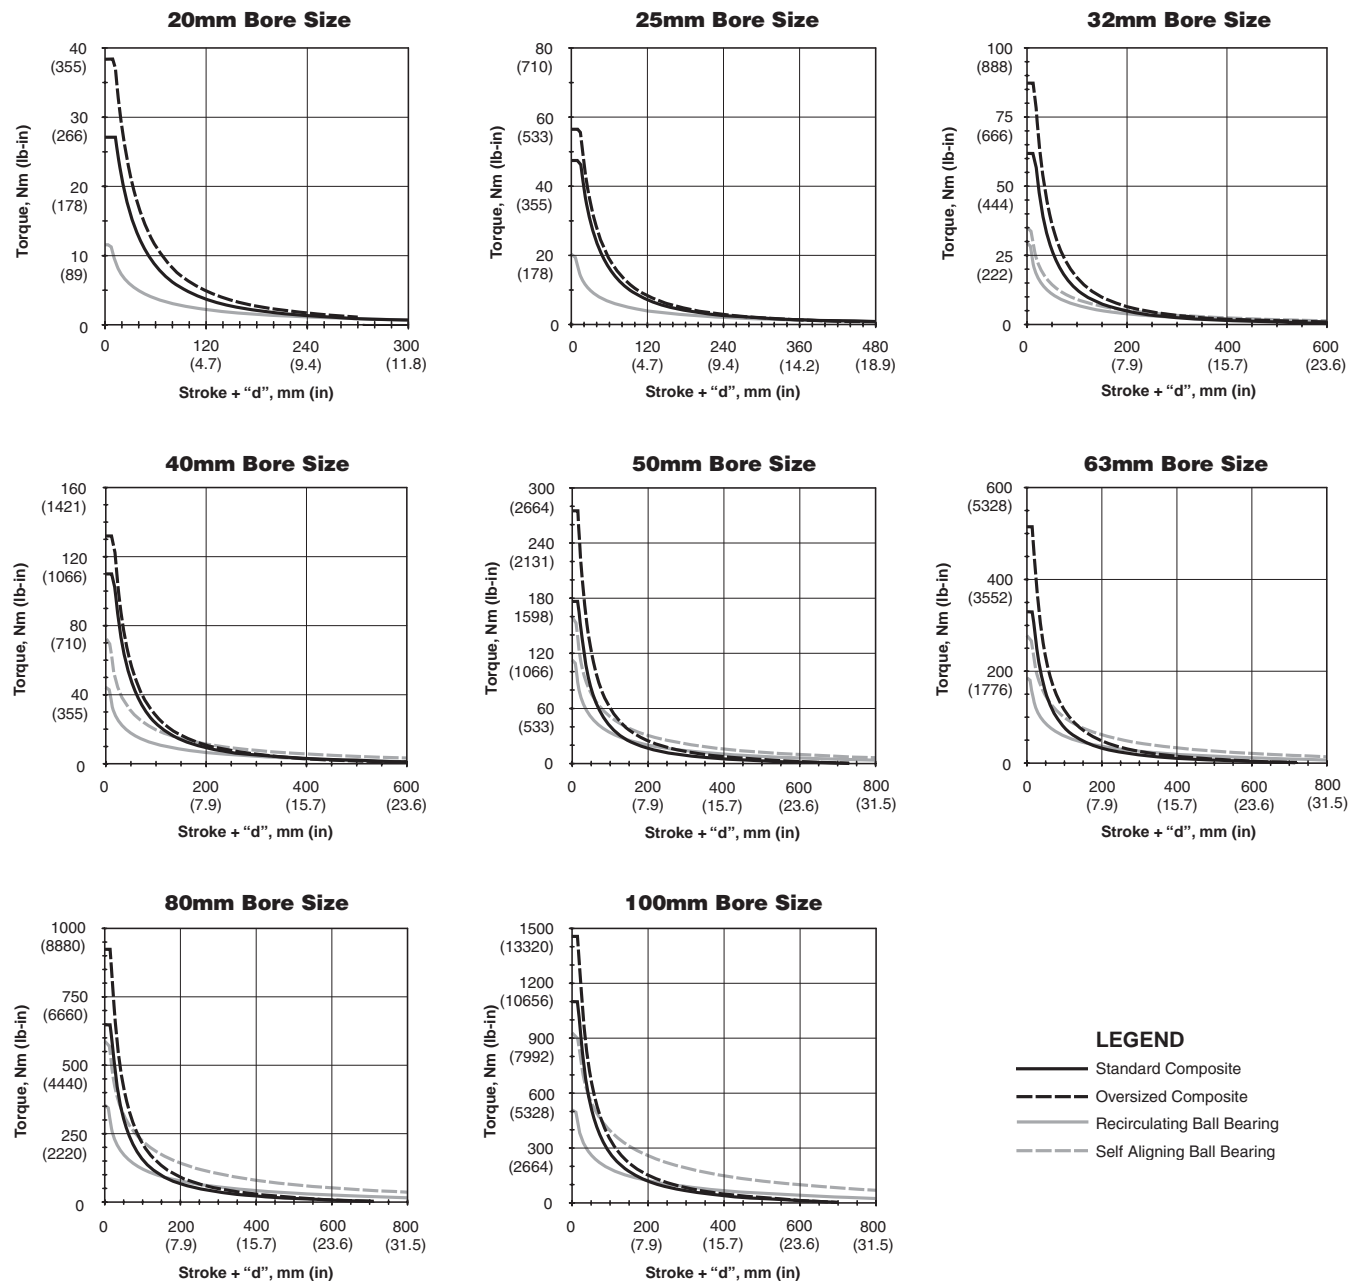 20mm Bore Size
40
(355)
30
(266)
20
(178)
10
(89)
0
Torque, Nm (lb-in)
0 120 240 300
(4.7) (9.4) (11.8)
Stroke + “d”, mm (in)
25mm Bore Size
80
(710)
60
(533)
40
(355)
20
(178)
0
Torque, Nm (lb-in)
0 120 240 360 480
(4.7) (9.4) (14.2) (18.9)
Stroke + “d”, mm (in)
32mm Bore Size
100
(888)
75
(666)
50
(444)
25
(222)
0
Torque, Nm (lb-in)
0 200 400 600
(7.9) (15.7) (23.6)
Stroke + “d”, mm (in)
40mm Bore Size
160
(1421)
120
(1066)
80
(710)
40
(355)
0
Torque, Nm (lb-in)
0 200 400 600
(7.9) (15.7) (23.6)
Stroke + “d”, mm (in)
50mm Bore Size
300
(2664)
240
(2131)
180
(1598)
120
(1066)
60
(533)
0
Torque, Nm (lb-in)
0 200 400 600 800
(7.9) (15.7) (23.6) (31.5)
Stroke + “d”, mm (in)
63mm Bore Size
600
(5328)
400
(3552)
200
(1776)
0
Torque, Nm (lb-in)
0 200 400 600 800
(7.9) (15.7) (23.6) (31.5)
Stroke + “d”, mm (in)
80mm Bore Size
1000
(8880)
750
(6660)
500
(4440)
250
(2220)
0
Torque, Nm (lb-in)
0 200 400 600 800
(7.9) (15.7) (23.6) (31.5)
Stroke + “d”, mm (in)
100mm Bore Size
1500
(13320)
1200
(10656)
900
(7992)
600
(5328)
300
(2664)
0
Torque, Nm (lb-in)
0 200 400 600 800
(7.9) (15.7) (23.6) (31.5)
Stroke + “d”, mm (in)
LEGEND
Standard Composite
Oversized Composite
Recirculating Ball Bearing
Self Aligning Ball Bearing